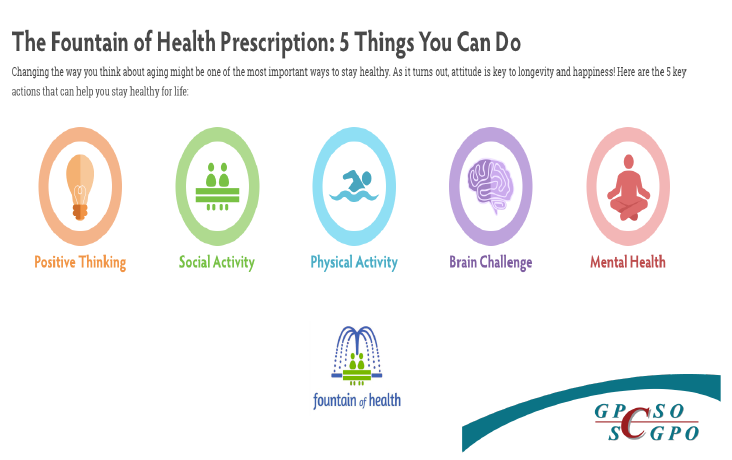 The Fountain of Health Prescription: 5 Things You Can Do
Changing the way you think about aging might be one of the most important ways to stay healthy. As it turns out, attitude is key to longevity and happiness! Here are the 5 key
actions that can help you stay healthy for life:
Positive Thinking
Social Activity
Physical Activity
Brain Challenge
Mental Health
fountain of health
GPCSO
SCGPO